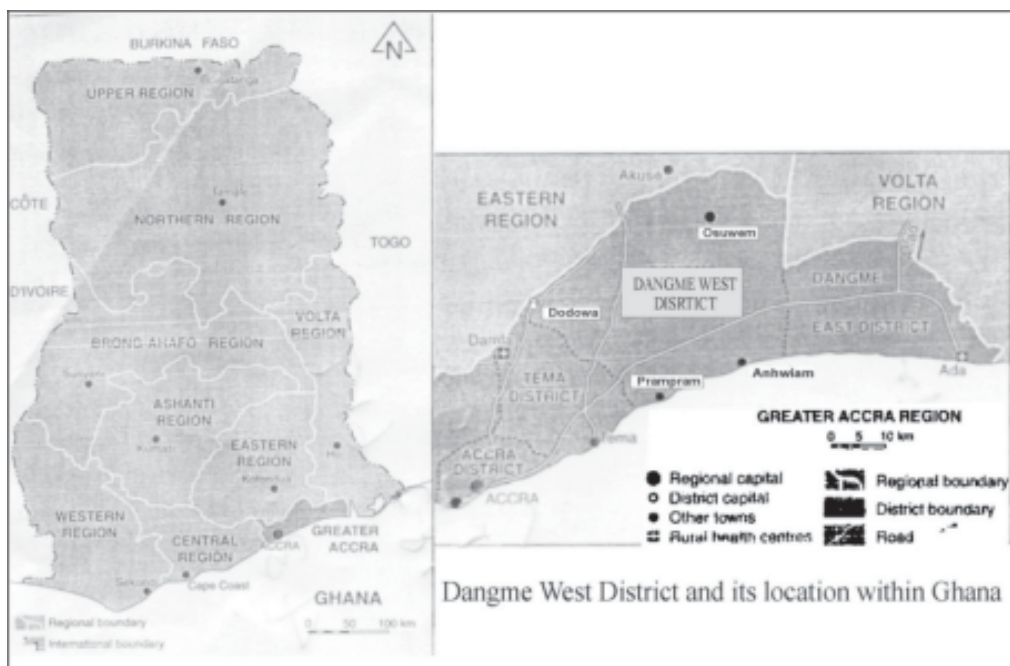 BURKINA FASO
N
UPPER REGION
CÔTE
NORTHERN REGION
TOGO
D'IVOIRE
VOLTA
REGION
BRONG-AHAFO REGION
ASHANTI
REGION
Kumasi
EASTERN
REGION
Ho
Koforidua
WESTERN
REGION
CENTRAL
REGION
ACCRA
GREATER
ACCRA
Sekondi
Cape Coast
GHANA
Regional boundary
0 50 100 km
International boundary
EASTERN
REGION
Akuse
VOLTA
REGION
Osuwem
DANGME WEST
DISRTICT
DANGME
EAST DISTRICT
Dodowa
TEMA
DISTRICT
Prampram
Anhwiam
Ada
Tema
ACCRA
DISTRICT
ACCRA
GREATER ACCRA REGION
0 5 10 km
Regional capital
District capital
Other towns
Rural health centres
Regional boundary
District boundary
Road
Dangme West District and its location within Ghana